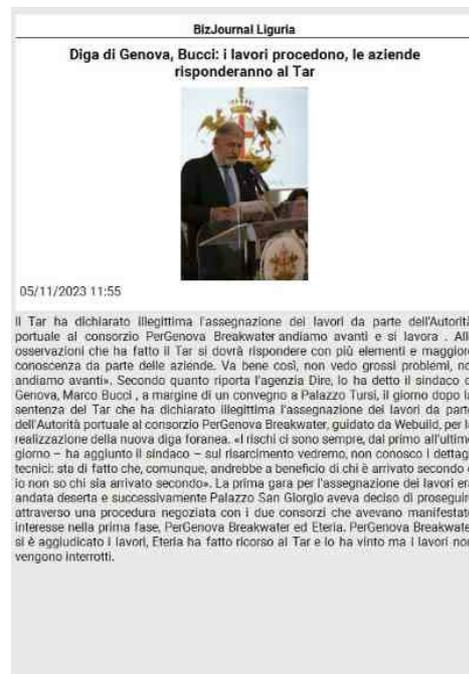 BizJournal Liguria
Diga di Genova, Bucci: i lavori procedono, le aziende
risponderanno al Tar
05/11/2023 11:55
Il Tar ha dichiarato illegittima l'assegnazione dei lavori da parte dell'Autorità
portuale al consorzio PerGenova Breakwater andiamo avanti e si lavora . All
osservazioni che ha fatto il Tar si dovrà rispondere con più elementi e maggior
conoscenza da parte delle aziende. Va bene così, non vedo grossi problemi, no
andiamo avanti». Secondo quanto riporta l'agenzia Dire, lo ha detto il sindaco d
Genova, Marco Bucci , a margine di un convegno a Palazzo Tursi, il giorno dopo la
sentenza del Tar che ha dichiarato illegittima l'assegnazione dei lavori da parte
dell'Autorità portuale al consorzio PerGenova Breakwater, guidato da Webuild, per la
realizzazione della nuova diga foranea. «I rischi ci sono sempre, dal primo all'ultimo
giorno – ha aggiunto il sindaco – sul risarcimento vedremo, non conosco i dettagl
tecnici: sta di fatto che, comunque, andrebbe a beneficio di chi è arrivato secondo e
io non so chi sia arrivato secondo». La prima gara per l'assegnazione dei lavori era
andata deserta e successivamente Palazzo San Giorgio aveva deciso di proseguir
attraverso una procedura negoziata con i due consorzi che avevano manifestato
interesse nella prima fase, PerGenova Breakwater ed Eteria. PerGenova Breakwate
si è aggiudicato i lavori, Eteria ha fatto ricorso al Tar e lo ha vinto ma i lavori non
vengono interrotti.